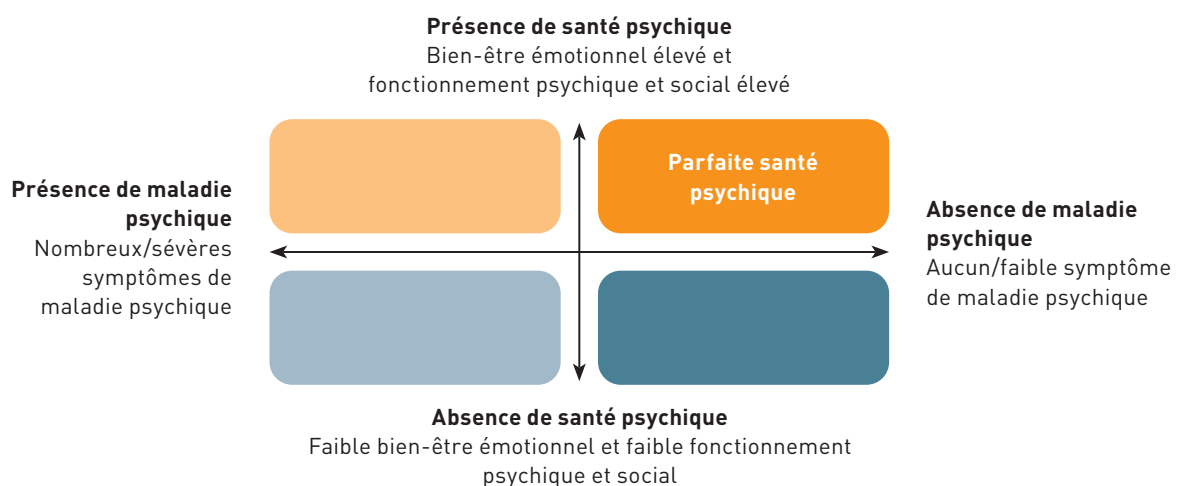 Présence de santé psychique
Bien-être émotionnel élevé et
fonctionnement psychique et social élevé
Parfaite santé
psychique
Présence de maladie
psychique
Nombreux/sévères
symptômes de
maladie psychique
Absence de maladie
psychique
Aucun/faible symptôme
de maladie psychique
Absence de santé psychique
Faible bien-être émotionnel et faible fonctionnement
psychique et social